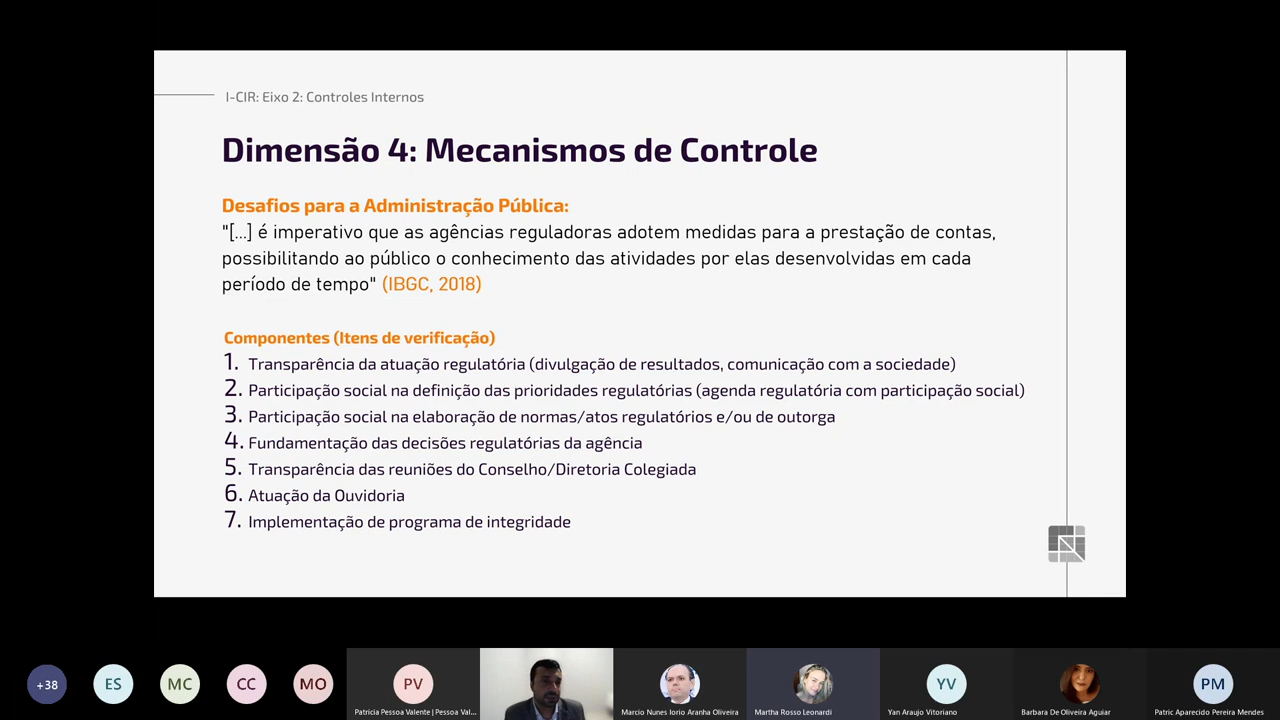 I-CIR: Eixo 2: Controles Internos
Dimensão 4: Mecanismos de Controle
Desafios para a Administração Pública:
"[...] é imperativo que as agências reguladoras adotem medidas para a prestação de contas,
possibilitando ao público o conhecimento das atividades por elas desenvolvidas em cada
período de tempo" (IBGC, 2018)
Componentes (Itens de verificação)
1. Transparência da atuação regulatória (divulgação de resultados, comunicação com a sociedade)
2. Participação social na definição das prioridades regulatórias (agenda regulatória com participação social)
3. Participação social na elaboração de normas/atos regulatórios e/ou de outorga
4. Fundamentação das decisões regulatórias da agência
5. Transparência das reuniões do Conselho/Diretoria Colegiada
6. Atuação da Ouvidoria
7. Implementação de programa de integridade
+38 ES MC CC MO PV YV PM
Patricia Pessoa Valente | Pessoa Val... Marcio Nunes Iorio Aranha Oliveira Martha Rosso Leonardi Yan Araujo Vitoriano Barbara De Oliveira Aguiar Patric Aparecido Pereira Mendes